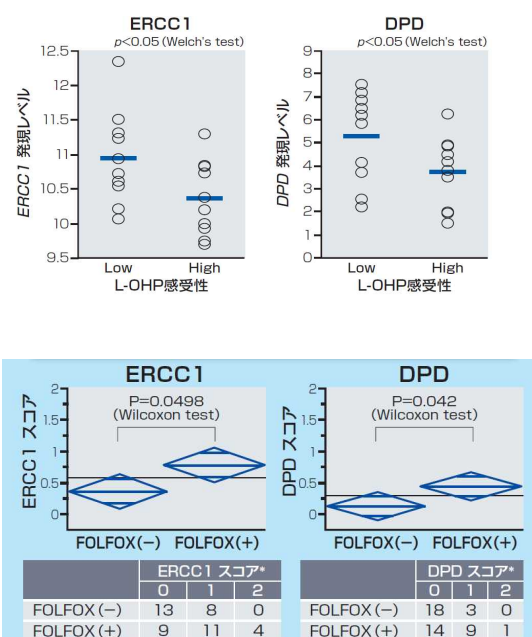 ERCC1
p<0.05 (Welch's test)
12.5
12
11.5
11
10.5
10
9.5
ERCC1 発現レベル
Low
High
L-OHP感受性
DPD
p<0.05 (Welch's test)
9
8
7
6
5
4
3
2
1
0
DPD 発現レベル
Low
High
L-OHP感受性
ERCC1
P=0.0498
(Wilcoxon test)
2
1.5
1
0.5
0
ERCC1 スコア
FOLFOX(−) FOLFOX(+)
DPD
P=0.042
(Wilcoxon test)
2
1.5
1
0.5
0
DPD スコア
FOLFOX(−) FOLFOX(+)
ERCC1 スコア*
0 1 2
FOLFOX(−) 13 8 0
FOLFOX(+) 9 11 4
DPD スコア*
0 1 2
FOLFOX(−) 18 3 0
FOLFOX(+) 14 9 1